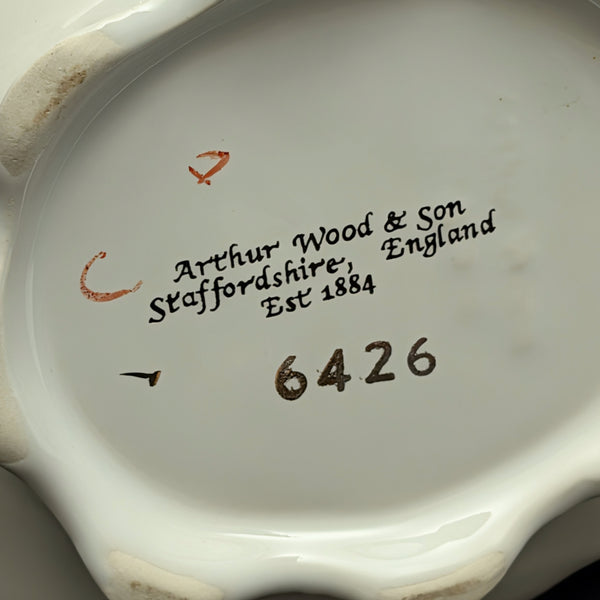 Arthur Wood & Son
Staffordshire, England
Est 1884
6426